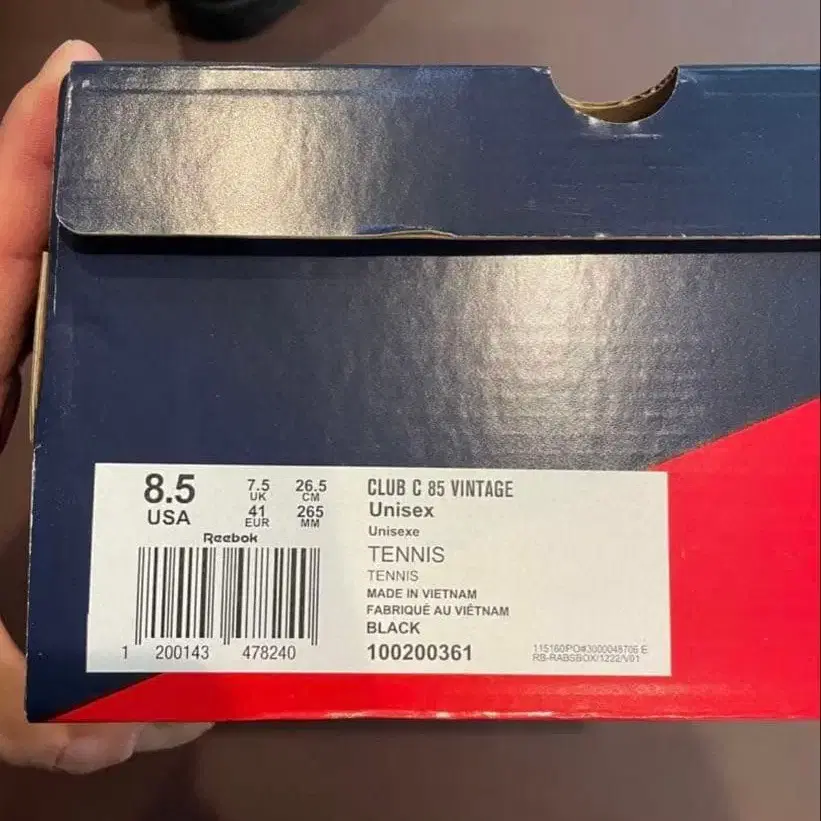 8.5
USA
7.5
UK
26.5
CM
41
EUR
265
MM
Reebok
1 200143 478240
CLUB C 85 VINTAGE
Unisex
Unisexe
TENNIS
TENNIS
MADE IN VIETNAM
FABRIQUÉ AU VIÊTNAM
BLACK
100200361
115160PO#3000048706 E
RB-RABSBOX/1222/V01